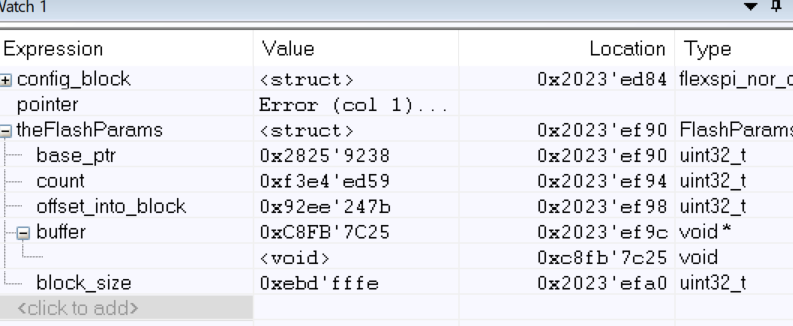 Watch 1
Expression Value Location Type
config_block <struct> 0x2023'ed84 flexspi_nor_c
pointer Error (col 1)...
theFlashParams <struct> 0x2023'ef90 FlashParams
base_ptr 0x2825'9238 0x2023'ef90 uint32_t
count 0xf3e4'ed59 0x2023'ef94 uint32_t
offset_into_block 0x92ee'247b 0x2023'ef98 uint32_t
buffer 0xC8FB'7C25 0x2023'ef9c void*
<void> 0xc8fb'7c25 void
block_size 0xebd'fffe 0x2023'efa0 uint32_t
<click to add>